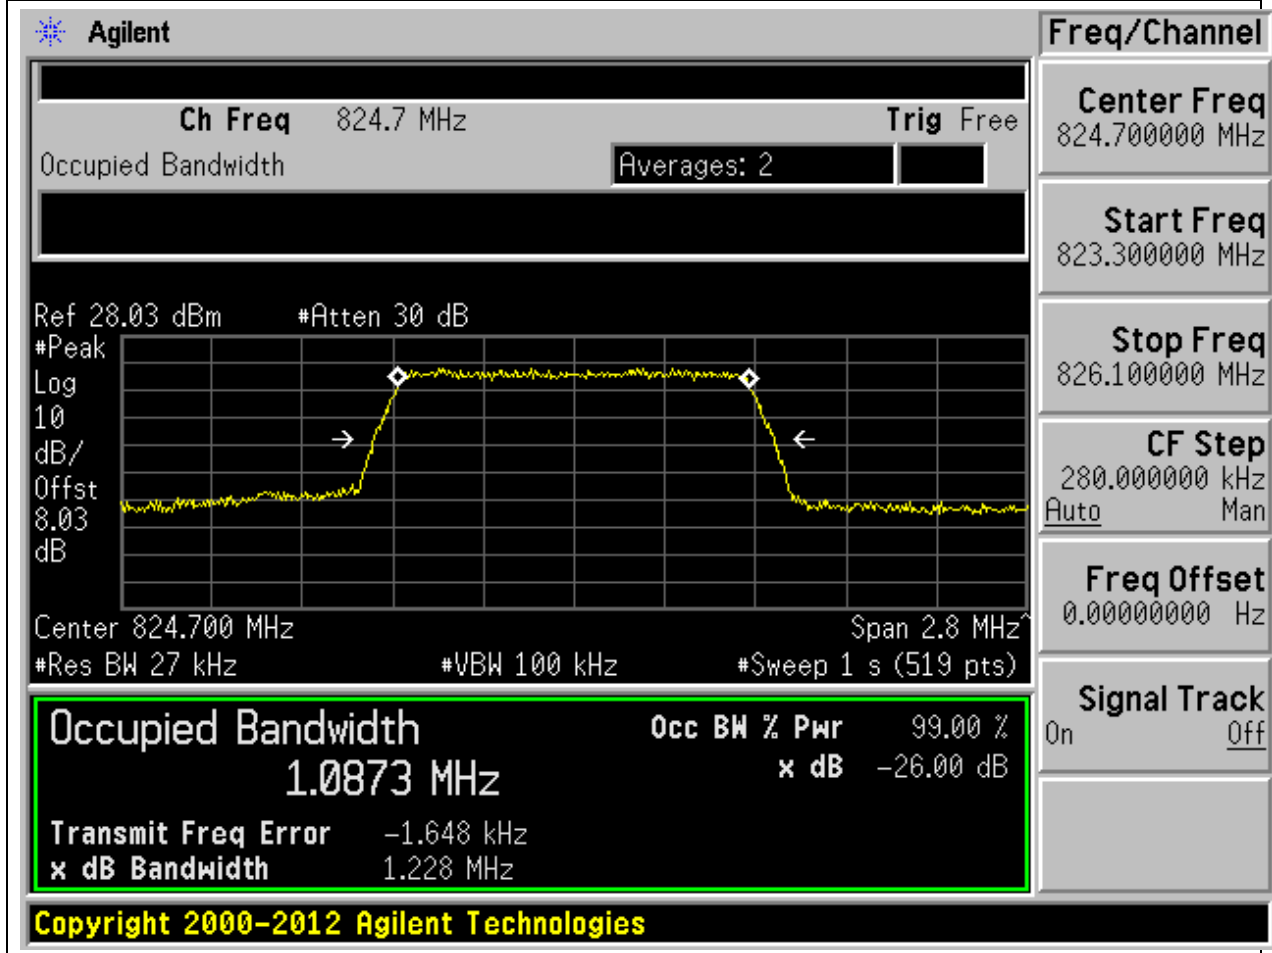 Agilent
Freq/Channel
Ch Freq 824.7 MHz Trig Free
Occupied Bandwidth Averages: 2
Center Freq
824.700000 MHz
Start Freq
823.300000 MHz
Stop Freq
826.100000 MHz
CF Step
280.000000 kHz
Auto Man
Freq Offset
0.00000000 Hz
Signal Track
On Off
Ref 28.03 dBm #Atten 30 dB
#Peak
Log
10
dB/
Offst
8.03
dB
Center 824.700 MHz Span 2.8 MHz^
#Res BW 27 kHz #VBW 100 kHz #Sweep 1 s (519 pts)
Occupied Bandwidth Occ BW % Pwr 99.00 %
1.0873 MHz x dB -26.00 dB
Transmit Freq Error -1.648 kHz
x dB Bandwidth 1.228 MHz
Copyright 2000-2012 Agilent Technologies